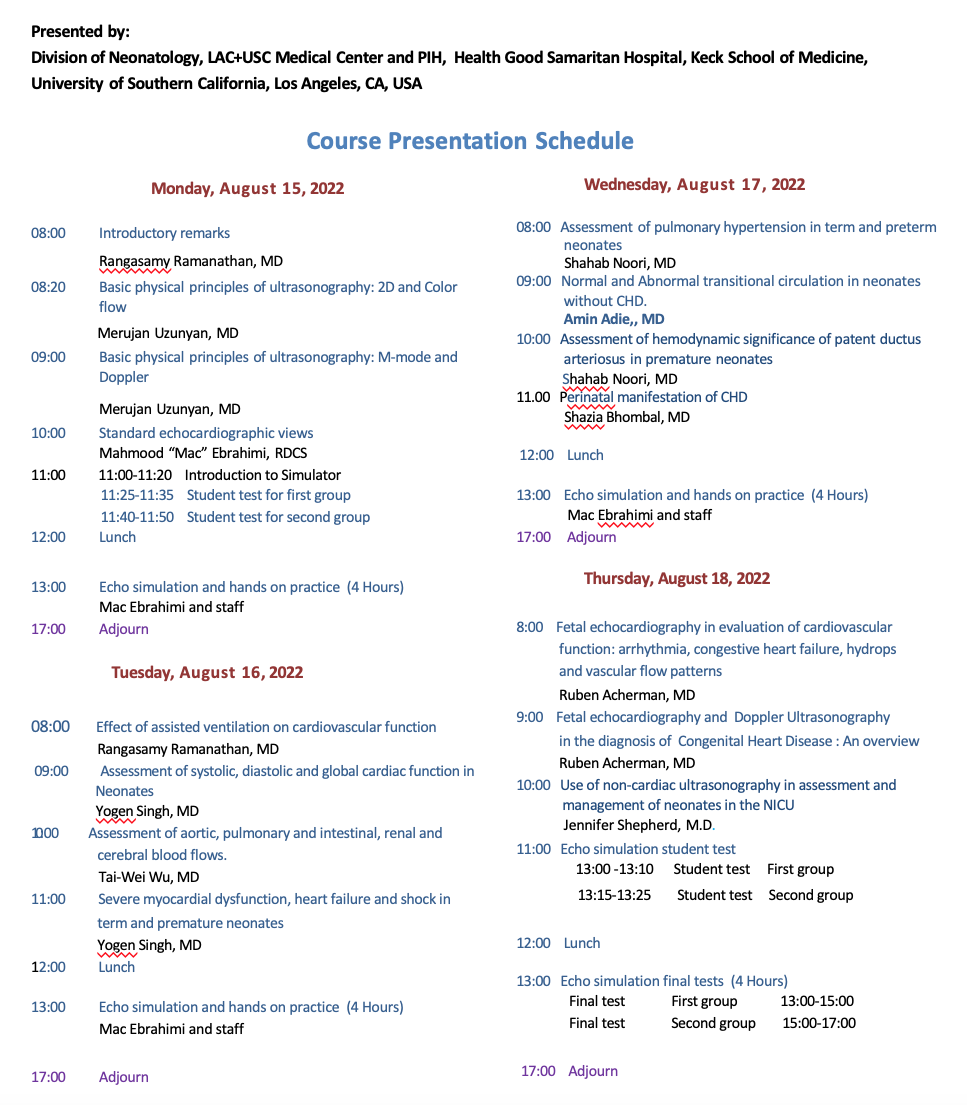 Presented by:
Division of Neonatology, LAC+USC Medical Center and PIH,  Health Good Samaritan Hospital, Keck School of Medicine,
University of Southern California, Los Angeles, CA, USA
Course Presentation Schedule
Monday, August 15, 2022
08:00 Introductory remarks
Rangasamy Ramanathan, MD
08:20 Basic physical principles of ultrasonography: 2D and Color
flow
Merujan Uzunyan, MD
09:00 Basic physical principles of ultrasonography: M-mode and
Doppler
Merujan Uzunyan, MD
10:00 Standard echocardiographic views
Mahmood “Mac” Ebrahimi, RDCS
11:00 11:00-11:20 Introduction to Simulator
11:25-11:35 Student test for first group
11:40-11:50 Student test for second group
12:00 Lunch
13:00 Echo simulation and hands on practice (4 Hours)
Mac Ebrahimi and staff
17:00 Adjourn
Tuesday, August 16, 2022
08:00 Effect of assisted ventilation on cardiovascular function
Rangasamy Ramanathan, MD
09:00 Assessment of systolic, diastolic and global cardiac function in
Neonates
Yogen Singh, MD
10:00 Assessment of aortic, pulmonary and intestinal, renal and
cerebral blood flows.
Tai-Wei Wu, MD
11:00 Severe myocardial dysfunction, heart failure and shock in
term and premature neonates
Yogen Singh, MD
12:00 Lunch
13:00 Echo simulation and hands on practice (4 Hours)
Mac Ebrahimi and staff
17:00 Adjourn
Wednesday, August 17, 2022
08:00 Assessment of pulmonary hypertension in term and preterm
neonates
Shahab Noori, MD
09:00 Normal and Abnormal transitional circulation in neonates
without CHD.
Amin Adie,, MD
10:00 Assessment of hemodynamic significance of patent ductus
arteriosus in premature neonates
Shahab Noori, MD
11.00 Perinatal manifestation of CHD
Shazia Bhombal, MD
12:00 Lunch
13:00 Echo simulation and hands on practice (4 Hours)
Mac Ebrahimi and staff
17:00 Adjourn
Thursday, August 18, 2022
8:00 Fetal echocardiography in evaluation of cardiovascular
function: arrhythmia, congestive heart failure, hydrops
and vascular flow patterns
Ruben Acherman, MD
9:00 Fetal echocardiography and Doppler Ultrasonography
in the diagnosis of Congenital Heart Disease : An overview
Ruben Acherman, MD
10:00 Use of non-cardiac ultrasonography in assessment and
management of neonates in the NICU
Jennifer Shepherd, M.D.
11:00 Echo simulation student test
13:00 -13:10 Student test First group
13:15-13:25 Student test Second group
12:00 Lunch
13:00 Echo simulation final tests (4 Hours)
Final test First group 13:00-15:00
Final test Second group 15:00-17:00
17:00 Adjourn